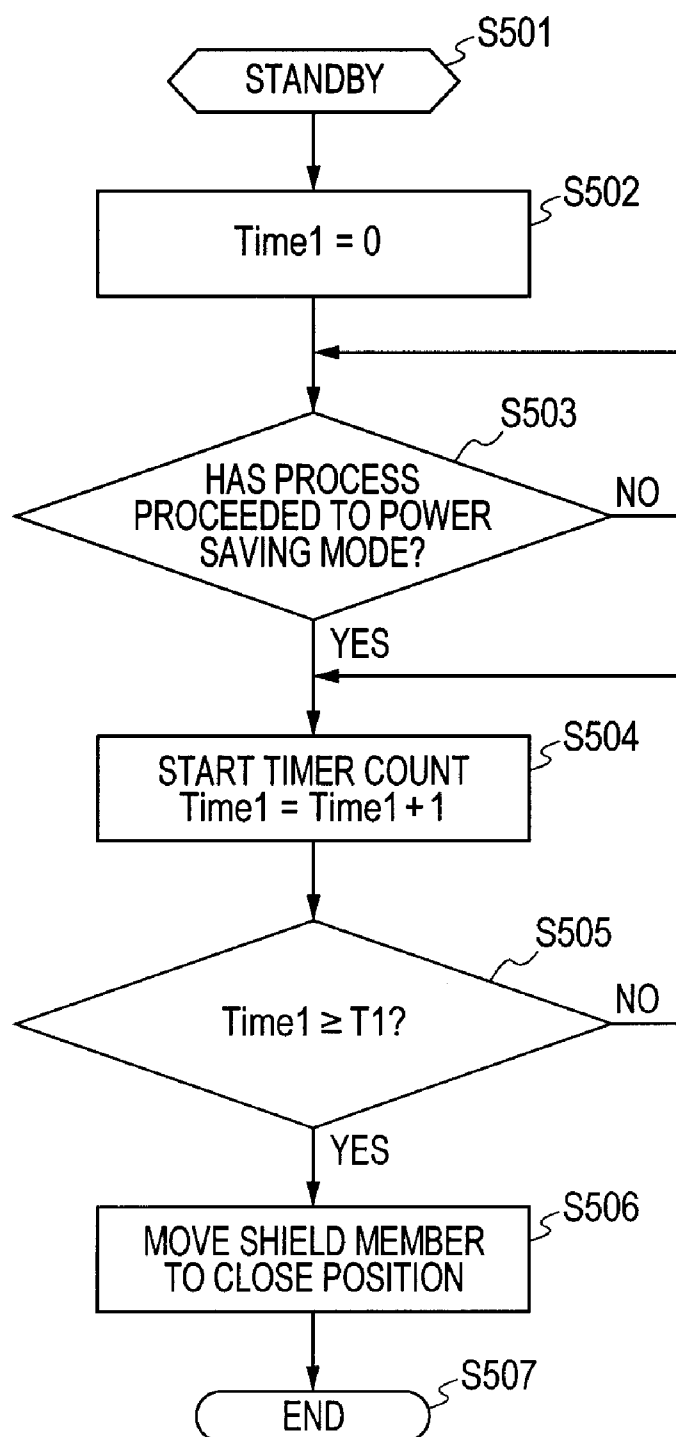 S501
STANDBY
S502
Time1 = 0
S503
HAS PROCESS
PROCEEDED TO POWER
SAVING MODE?
NO
YES
S504
START TIMER COUNT
Time1 = Time1 + 1
S505
Time1 ≥ T1?
NO
YES
S506
MOVE SHIELD MEMBER
TO CLOSE POSITION
S507
END